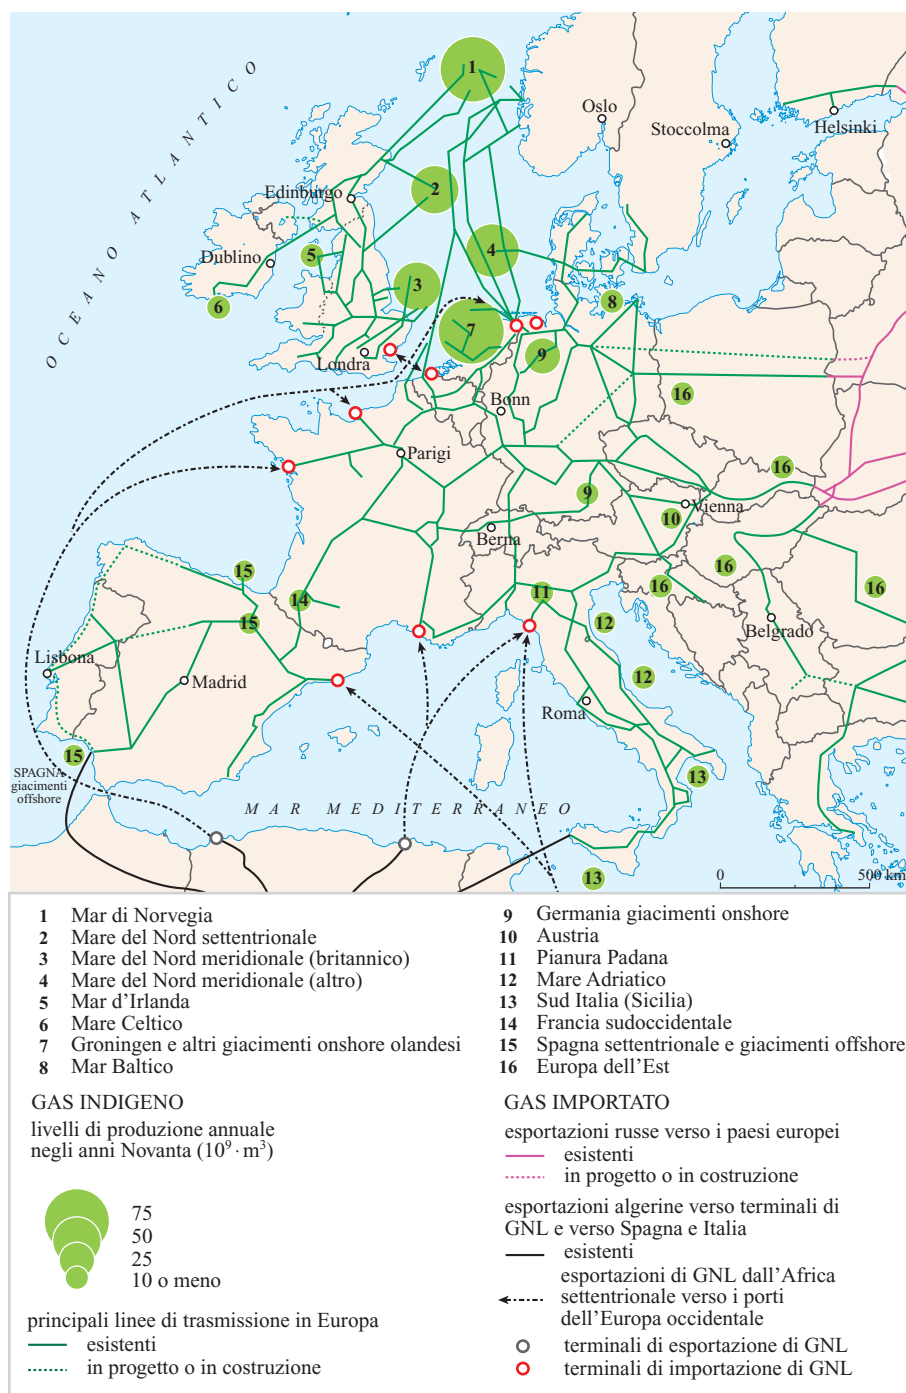 OCEANO ATLANTICO
1
Oslo
Helsinki
Stoccolma
2
Edinburgo
4
Dublino
5
3
6
8
7
Londra
9
Bonn
16
Parigi
16
9
Vienna
10
Berna
16
15
14
11
16
16
15
12
Belgrado
Lisbona
Madrid
12
Roma
15
SPAGNA
giacimenti
offshore
13
MAR MEDITERRANEO
13
0
500 km
1 Mar di Norvegia
2 Mare del Nord settentrionale
3 Mare del Nord meridionale (britannico)
4 Mare del Nord meridionale (altro)
5 Mar d'Irlanda
6 Mare Celtico
7 Groningen e altri giacimenti onshore olandesi
8 Mar Baltico
9 Germania giacimenti onshore
10 Austria
11 Pianura Padana
12 Mare Adriatico
13 Sud Italia (Sicilia)
14 Francia sudoccidentale
15 Spagna settentrionale e giacimenti offshore
16 Europa dell'Est
GAS INDIGENO
livelli di produzione annuale
negli anni Novanta (10⁹ · m³)
75
50
25
10 o meno
principali linee di trasmissione in Europa
esistenti
in progetto o in costruzione
GAS IMPORTATO
esportazioni russe verso i paesi europei
esistenti
in progetto o in costruzione
esportazioni algerine verso terminali di
GNL e verso Spagna e Italia
esistenti
esportazioni di GNL dall'Africa
settentrionale verso i porti
dell'Europa occidentale
terminali di esportazione di GNL
terminali di importazione di GNL